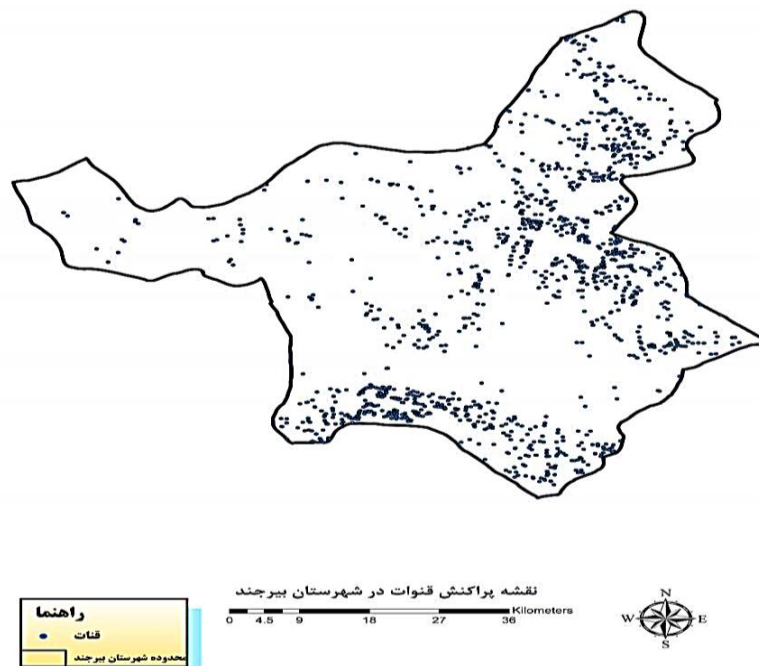 نقشه پراکنش قنوات در شهرستان بیرجند
0 4.5 9 18 27 36 Kilometers
راهنما
قنات
محدوده شهرستان بیرجند
N
W E
S